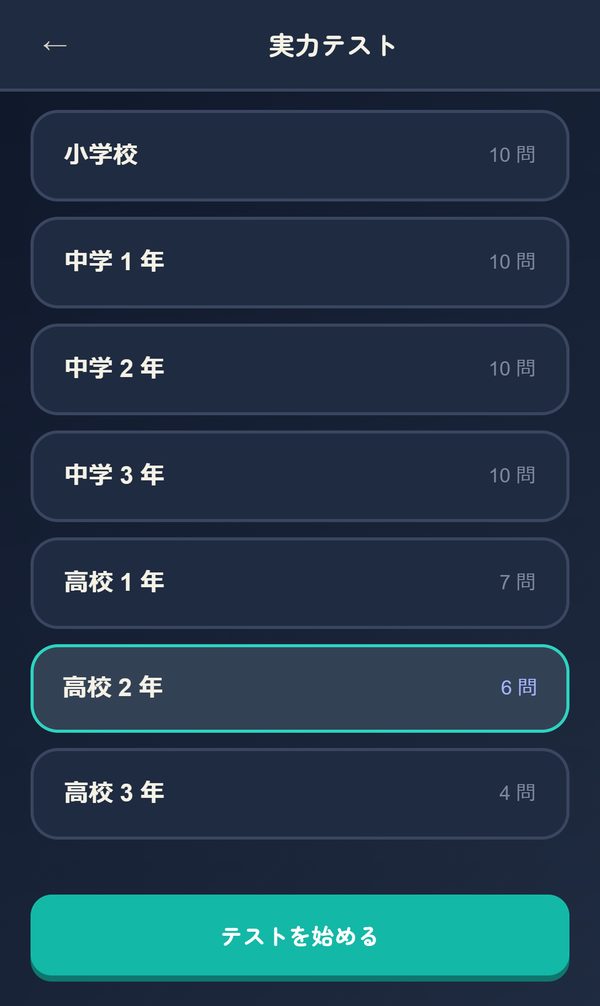 ←
実力テスト
小学校 10 問
中学 1 年 10 問
中学 2 年 10 問
中学 3 年 10 問
高校 1 年 7 問
高校 2 年 6 問
高校 3 年 4 問
テストを始める